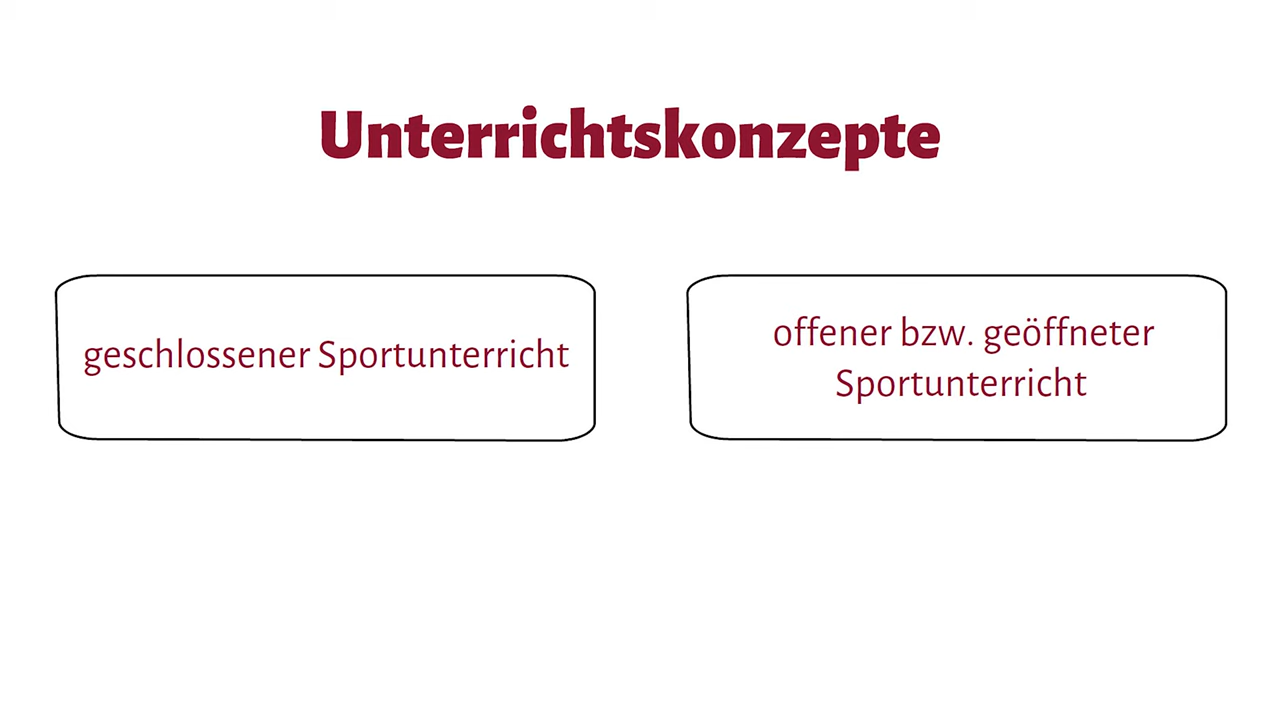 Unterrichtskonzepte
geschlossener Sportunterricht
offener bzw. geöffneter
Sportunterricht